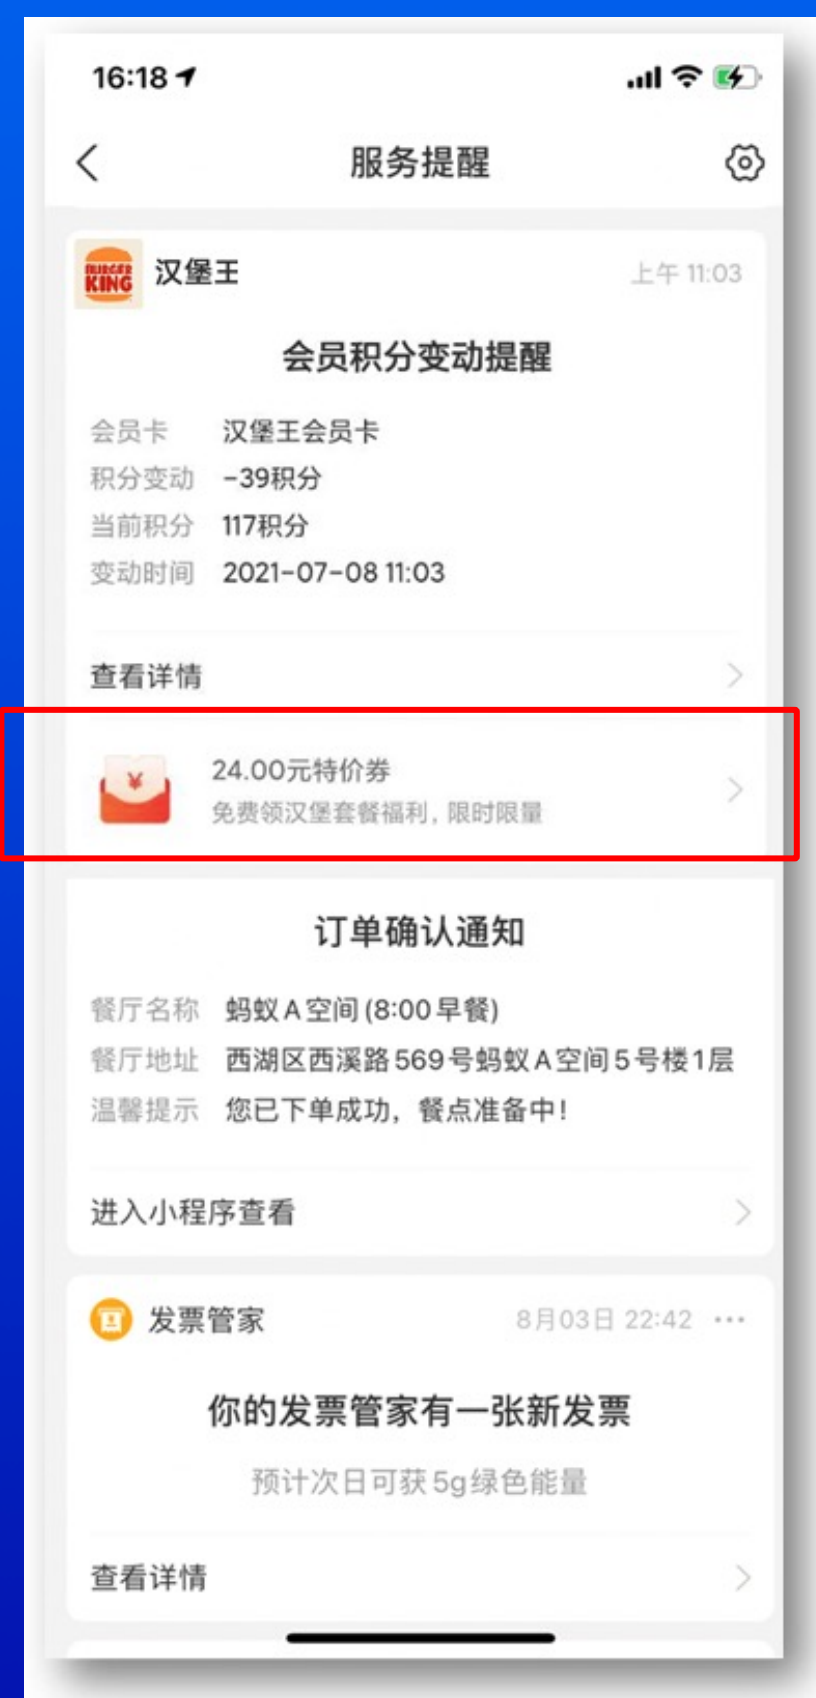 16:18
服务提醒
BURGER
KING
汉堡王
上午 11:03
会员积分变动提醒
会员卡 汉堡王会员卡
积分变动 -39积分
当前积分 117积分
变动时间 2021-07-08 11:03
查看详情
¥
24.00元特价券
免费领汉堡套餐福利, 限时限量
订单确认通知
餐厅名称 蚂蚁 A 空间 (8:00 早餐)
餐厅地址 西湖区西溪路 569 号蚂蚁 A 空间 5 号楼 1 层
温馨提示 您已下单成功，餐点准备中！
进入小程序查看
发票管家
8月03日 22:42 ···
你的发票管家有一张新发票
预计次日可获 5g 绿色能量
查看详情